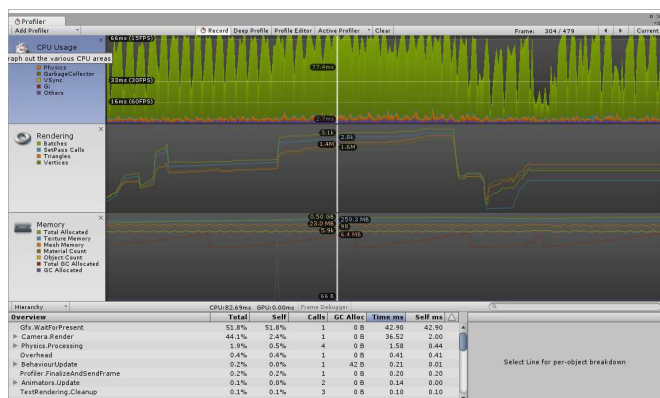 Profiler
Add Profiler Record Deep Profile Profile Editor Active Profiler Clear Frame: 304 / 479 Current
CPU Usage
raph out the various CPU areas
Physics
GarbageCollector
VSync
Gi
Others
66ms (15FPS)
33ms (30FPS)
16ms (60FPS)
77.4ms
2.7ms
Rendering
Batches
SetPass Calls
Triangles
Vertices
3.1k 2.8k
1.4M 1.6M
Memory
Total Allocated
Texture Memory
Mesh Memory
Material Count
Object Count
Total GC Allocated
GC Allocated
0.50 GB 250.3 MB
23.0 MB 98
5.9k 6.4 MB
66 B
Hierarchy CPU:82.69ms GPU:0.00ms Frame Debugger
Overview Total Self Calls GC Alloc Time ms Self ms
Gfx.WaitForPresent 51.8% 51.8% 1 0 B 42.90 42.90
Camera.Render 44.1% 2.4% 1 0 B 36.52 2.00
Physics.Processing 1.9% 0.5% 4 0 B 1.58 0.44
Overhead 0.4% 0.4% 1 0 B 0.41 0.41
BehaviourUpdate 0.2% 0.0% 1 42 B 0.21 0.01
Profiler.FinalizeAndSendFrame 0.2% 0.2% 1 0 B 0.20 0.20
Animators.Update 0.1% 0.0% 2 0 B 0.14 0.00
TestRendering.Cleanup 0.1% 0.1% 3 0 B 0.10 0.10
Select Line for per-object breakdown